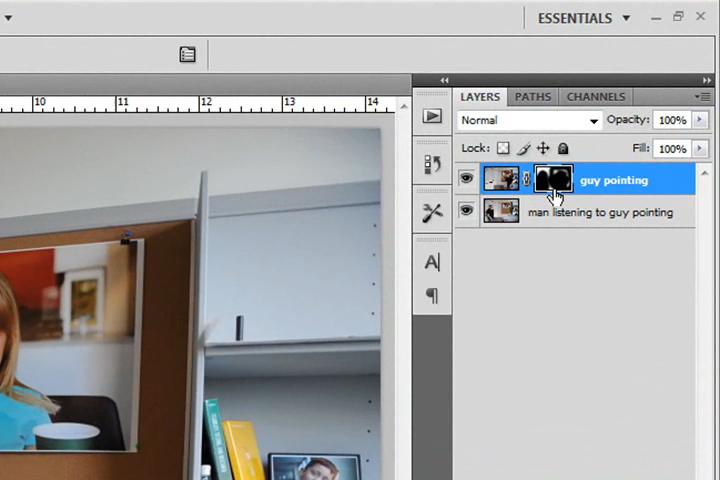 ESSENTIALS
10 11 12 13 14
LAYERS PATHS CHANNELS
Normal Opacity: 100%
Lock: Fill: 100%
guy pointing
man listening to guy pointing
A